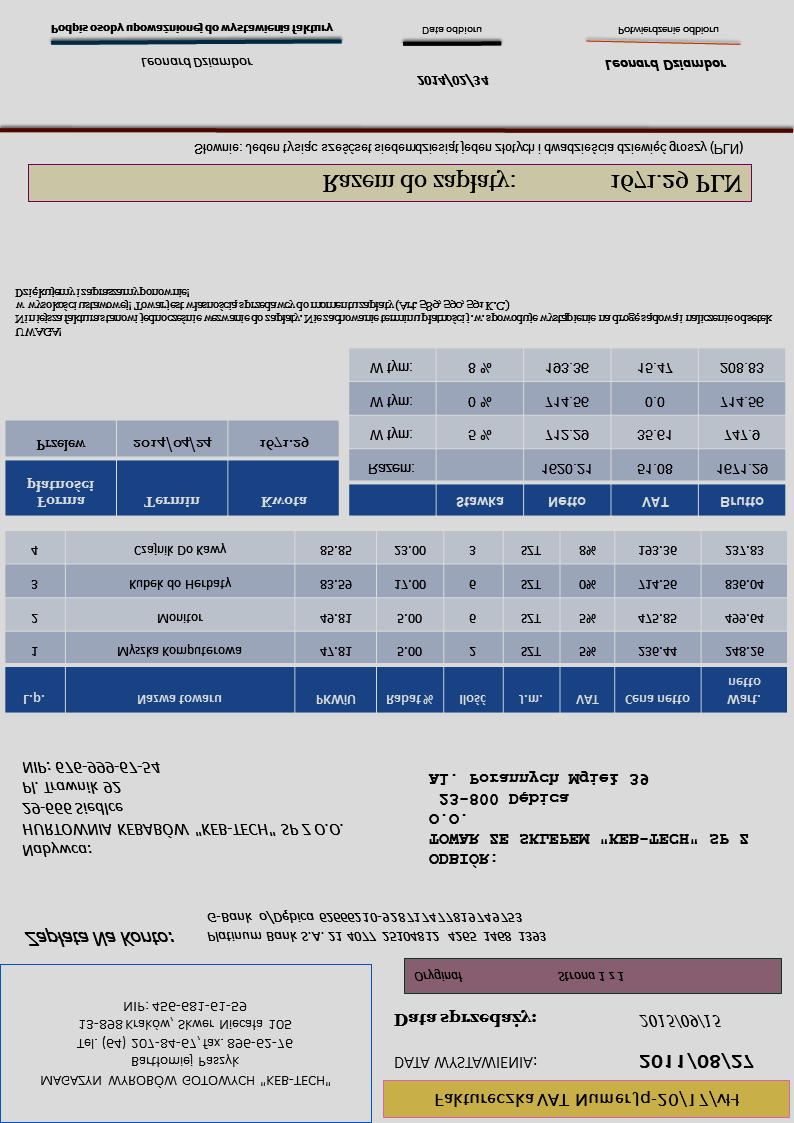 Faktureczka VAT Numer Jq-20/17/vH
MAGAZYN WYROBÓW GOTOWYCH "KEB-TECH"
Bartłomiej Paszyk
Tel. (64) 207-84-67, fax. 896-62-76
13-898 Kraków, Skwer Niecała 105
NIP: 456-681-61-59
DATA WYSTAWIENIA: 2011/08/27
Data sprzedaży: 2015/09/15
Oryginał Strona 1 z 1
Zapłata Na Konto:
Platinum Bank S.A. 21 4077 25104812 4265 1468 1393
G-Bank o/Dębica 62666210-928717477819749753
Nabywca:
HURTOWNIA KEBABÓW "KEB-TECH" SP Z O.O.
29-666 Siedlce
Pl. Trawnik 92
NIP: 676-999-67-54
ODBIÓR:
TOWAR ZE SKLEPEM "KEB-TECH" SP Z
O.O.
23-800 Dębica
Al. Porannych Mgieł 39
L.p. Nazwa towaru PKWiU Rabat % Ilość J.m. VAT Cena netto Wart. netto
1 Myszka Komputerowa 47.81 5.00 2 SZT 5% 236.44 248.26
2 Monitor 49.81 5.00 6 SZT 5% 475.85 499.64
3 Kubek do Herbaty 83.59 17.00 6 SZT 0% 714.56 836.04
4 Czajnik Do Kawy 85.85 23.00 3 SZT 8% 193.36 237.83
Forma płatności Termin Kwota
Przelew 2014/04/24 1671.29
Stawka Netto VAT Brutto
Razem: 1620.21 51.08 1671.29
W tym: 5 % 712.29 35.61 747.9
W tym: 0 % 714.56 0.0 714.56
W tym: 8 % 193.36 15.47 208.83
UWAGA!
Niniejsza faktura stanowi jednocześnie wezwanie do zapłaty. Nie zachowanie terminu płatności j.w. spowoduje wystąpienie na drogę sądową i naliczenie odsetek
w wysokości ustawowej! Towar jest własnością sprzedawcy do momentu zapłaty (Art. 589, 590, 591 K.C.)
Dziękujemy i zapraszamy ponownie!
Razem do zapłaty: 1671.29 PLN
Słownie: Jeden tysiąc sześćset siedemdziesiąt jeden złotych i dwadzieścia dziewięć groszy (PLN)
Leonard Dziambor
Podpis osoby upoważnionej do wystawienia faktury
2014/02/34
Data odbioru
Leonard Dziambor
Potwierdzenie odbioru